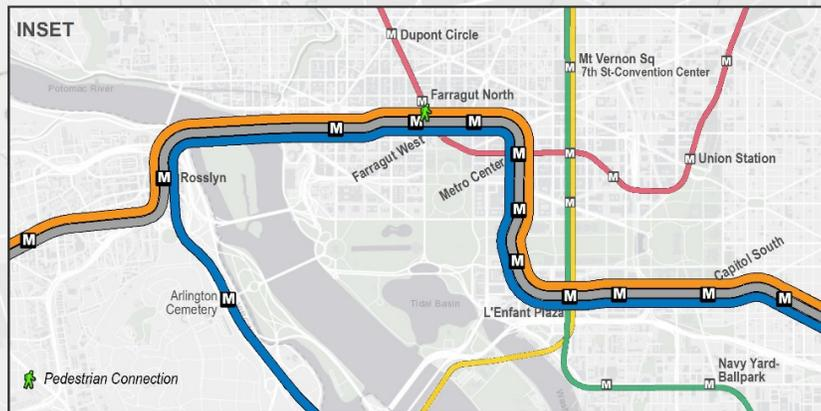 INSET
M Dupont Circle
M Mt Vernon Sq
7th St-Convention Center
M
Potomac River
M Farragut North
M
M
M
Farragut West
M
Metro Center
M
M
M Union Station
M Rosslyn
M
M
M
M
M
Capitol South
Arlington
Cemetery
M
Tidal Basin
L'Enfant Plaza
M
M
M
M
Pedestrian Connection
M
M
Navy Yard-
Ballpark